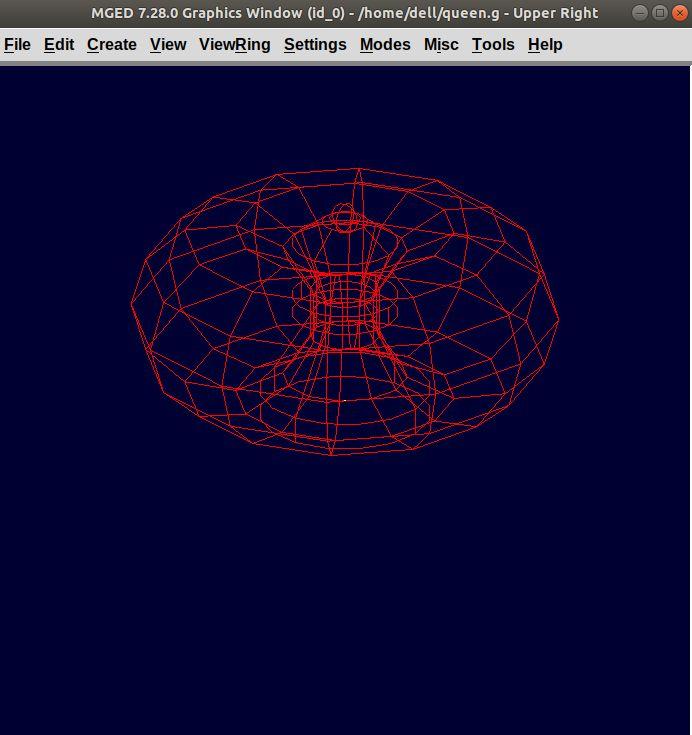 MGED 7.28.0 Graphics Window (id_0) - /home/dell/queen.g - Upper Right
File Edit Create View ViewRing Settings Modes Misc Tools Help